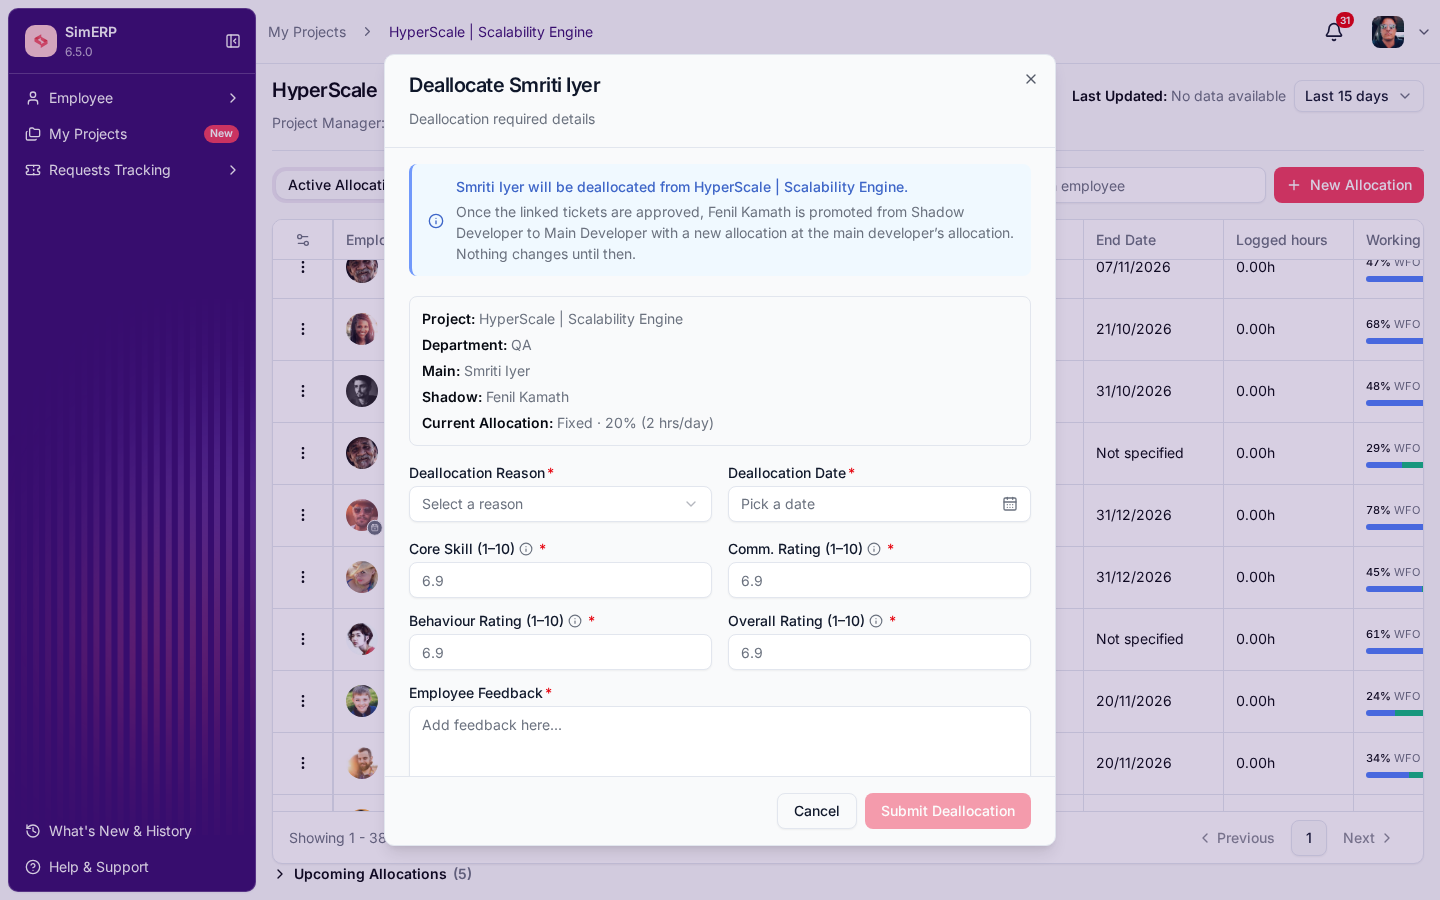 SimERP
6.5.0
Employee
My Projects
New
Requests Tracking
What's New & History
Help & Support
My Projects
HyperScale | Scalability Engine
31
HyperScale
Project Manager:
Last Updated: No data available
Last 15 days
Active Allocati
employee
New Allocation
End Date
Logged hours
Working
07/11/2026
0.00h
47% WFO
21/10/2026
0.00h
68% WFO
31/10/2026
0.00h
48% WFO
Not specified
0.00h
29% WFO
31/12/2026
0.00h
78% WFO
31/12/2026
0.00h
45% WFO
Not specified
0.00h
61% WFO
20/11/2026
0.00h
24% WFO
20/11/2026
0.00h
34% WFO
Showing 1 - 38
Previous
1
Next
Upcoming Allocations (5)
Deallocate Smriti Iyer
Deallocation required details
Smriti Iyer will be deallocated from HyperScale | Scalability Engine.
Once the linked tickets are approved, Fenil Kamath is promoted from Shadow
Developer to Main Developer with a new allocation at the main developer’s allocation.
Nothing changes until then.
Project: HyperScale | Scalability Engine
Department: QA
Main: Smriti Iyer
Shadow: Fenil Kamath
Current Allocation: Fixed · 20% (2 hrs/day)
Deallocation Reason*
Select a reason
Deallocation Date*
Pick a date
Core Skill (1–10) *
6.9
Comm. Rating (1–10) *
6.9
Behaviour Rating (1–10) *
6.9
Overall Rating (1–10) *
6.9
Employee Feedback*
Add feedback here...
Cancel
Submit Deallocation